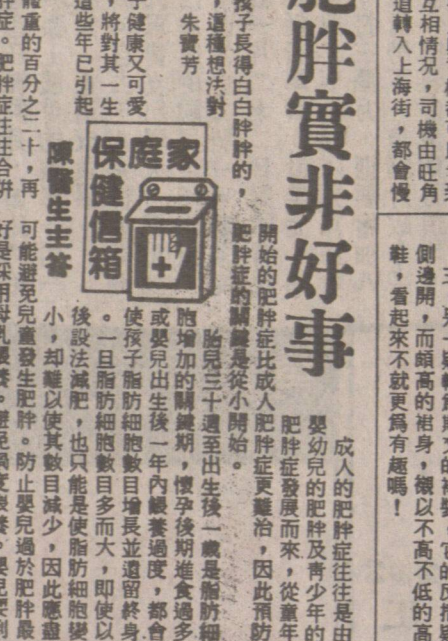 互相情况，司機由旺角
道轉入上海街，都會慢
側邊開，而頗高的裙身，襯以不高不低的高
鞋，看起來不就更爲有趣嗎！
肥胖實非好事
成人的肥胖症往往是由
嬰幼兒的肥胖及青少年的
肥胖症發展而來，從童年
開始的肥胖症比成人肥胖症更難治，因此預防
肥胖症的關鍵是從小開始。
胎兒三十週至出生後一歲是脂肪細
胞增加的關鍵期，懷孕後期進食過多
或嬰兒出生後一年內餵養過度，都會
使孩子脂肪細胞數目增長並遺留終身
。一旦脂肪細胞數目多而大，即使以
後設法減肥，也只能是使脂肪細胞變
小，却難以使其數目減少，因此應盡
可能避免兒童發生肥胖。防止嬰兒過於肥胖最
孩子長得白白胖胖的，
，這種想法對
朱寶芳
子健康又可愛
，將對其一生
這些年已引起
體重的百分之二十，再
胖症。肥胖症往往合併
家庭
保健信箱
陳醫生主答